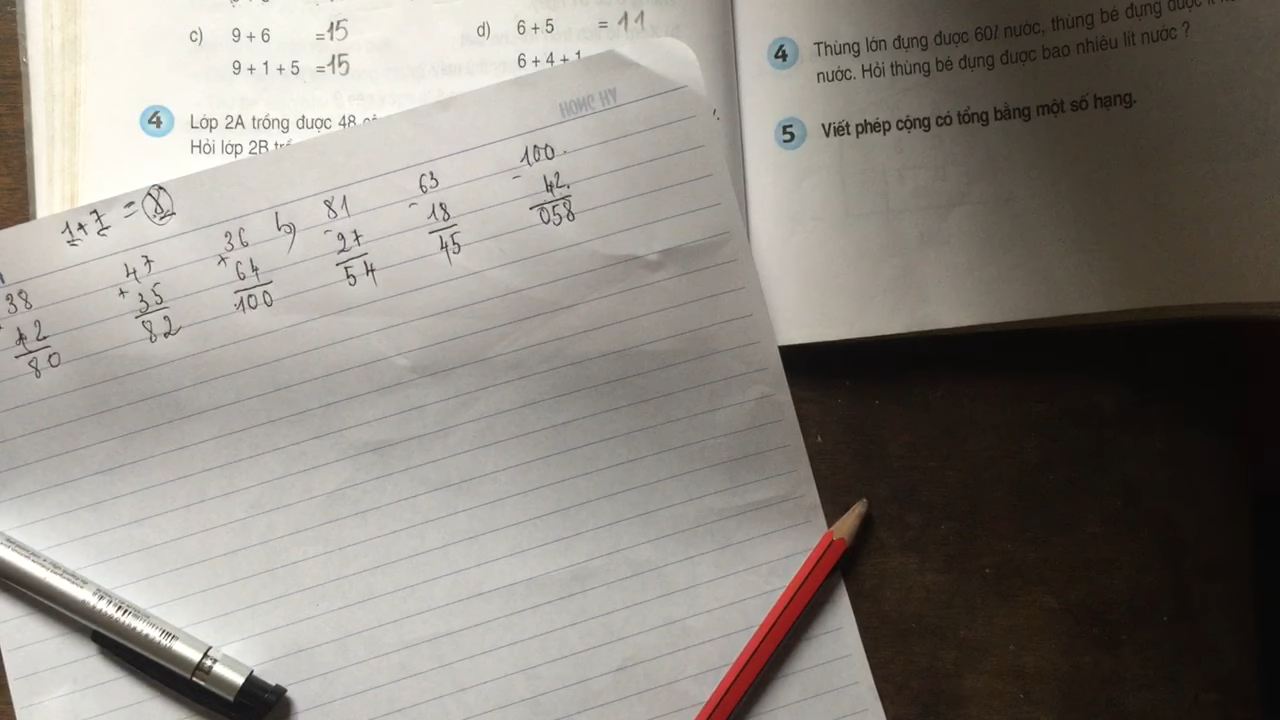 c) 9 + 6 = 15
9 + 1 + 5 = 15
d) 6 + 5 = 11
6 + 4 + 1
4 Lớp 2A trồng được 48
Hỏi lớp 2B
4 Thùng lớn đựng được 60l nước, thùng bé đựng được
nước. Hỏi thùng bé đựng được bao nhiêu lít nước ?
5 Viết phép cộng có tổng bằng một số hạng.
HONG HA
1+7 = 8
38
+ 42
80
47
+ 35
82
36
+ 64
100
b) 81
- 27
54
63
- 18
45
100
- 42
058